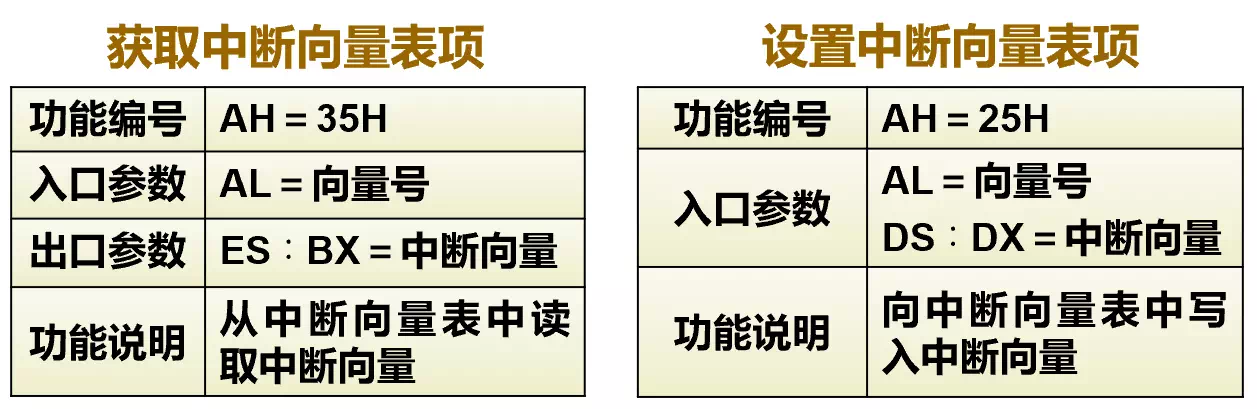 获取中断向量表项
功能编号 AH = 35H
入口参数 AL = 向量号
出口参数 ES : BX = 中断向量
功能说明 从中断向量表中读
取中断向量
设置中断向量表项
功能编号 AH = 25H
入口参数 AL = 向量号
DS : DX = 中断向量
功能说明 向中断向量表中写
入中断向量